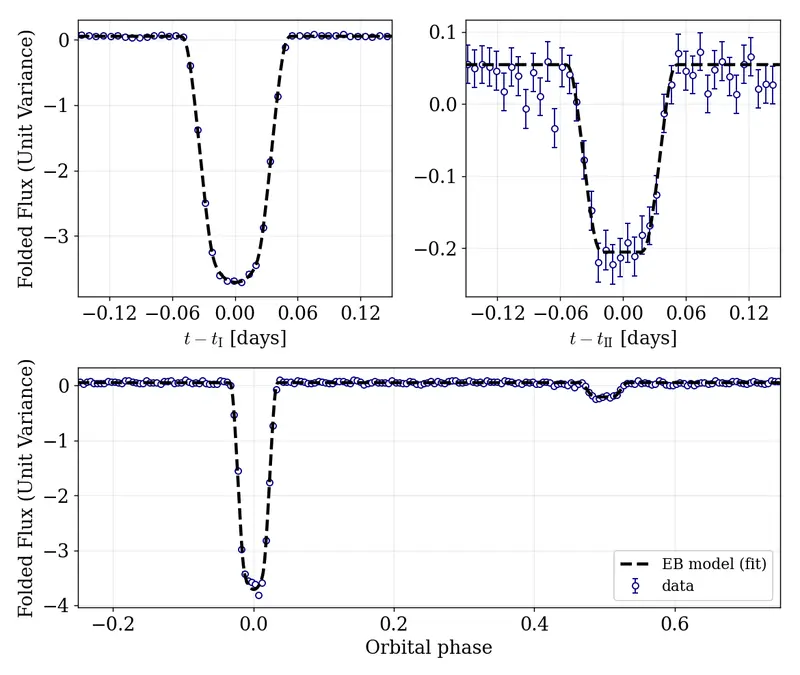 Folded Flux (Unit Variance)
0
−1
−2
−3
−0.12 −0.06 0.00 0.06 0.12
t − tI [days]
0.1
0.0
−0.1
−0.2
−0.12 −0.06 0.00 0.06 0.12
t − tII [days]
Folded Flux (Unit Variance)
0
−1
−2
−3
−4
−0.2 0.0 0.2 0.4 0.6
Orbital phase
EB model (fit)
data